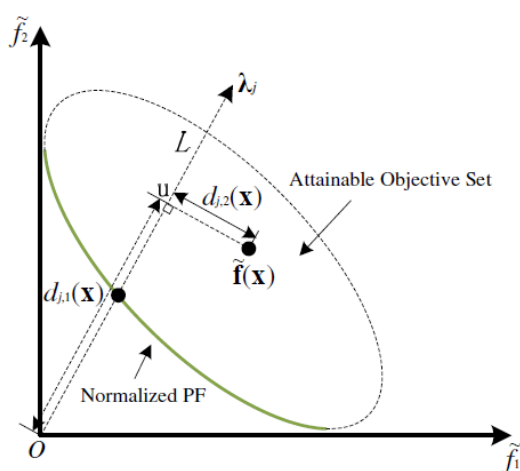 f̃₂
λⱼ
L
u
dⱼ,₂(x)
Attainable Objective Set
f̃(x)
dⱼ,₁(x)
Normalized PF
O
f̃₁